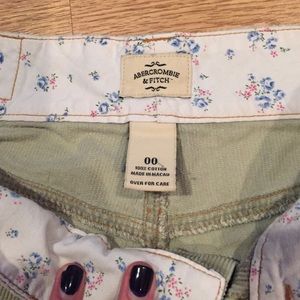 ABERCROMBIE
& FITCH
00
100% COTTON
MADE IN MACAU
OVER FOR CARE